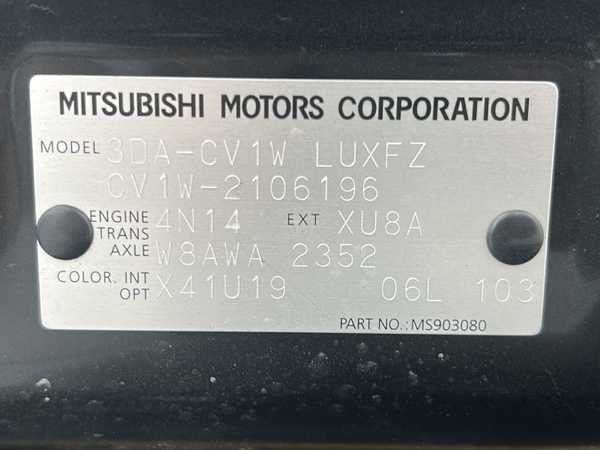 MITSUBISHI MOTORS CORPORATION
MODEL 3DA-CV1W LUXFZ
CV1W-2106196
ENGINE 4N14 EXT XU8A
TRANS
AXLE W8AWA 2352
COLOR. INT X41U19 06L 103
OPT
PART NO.:MS903080